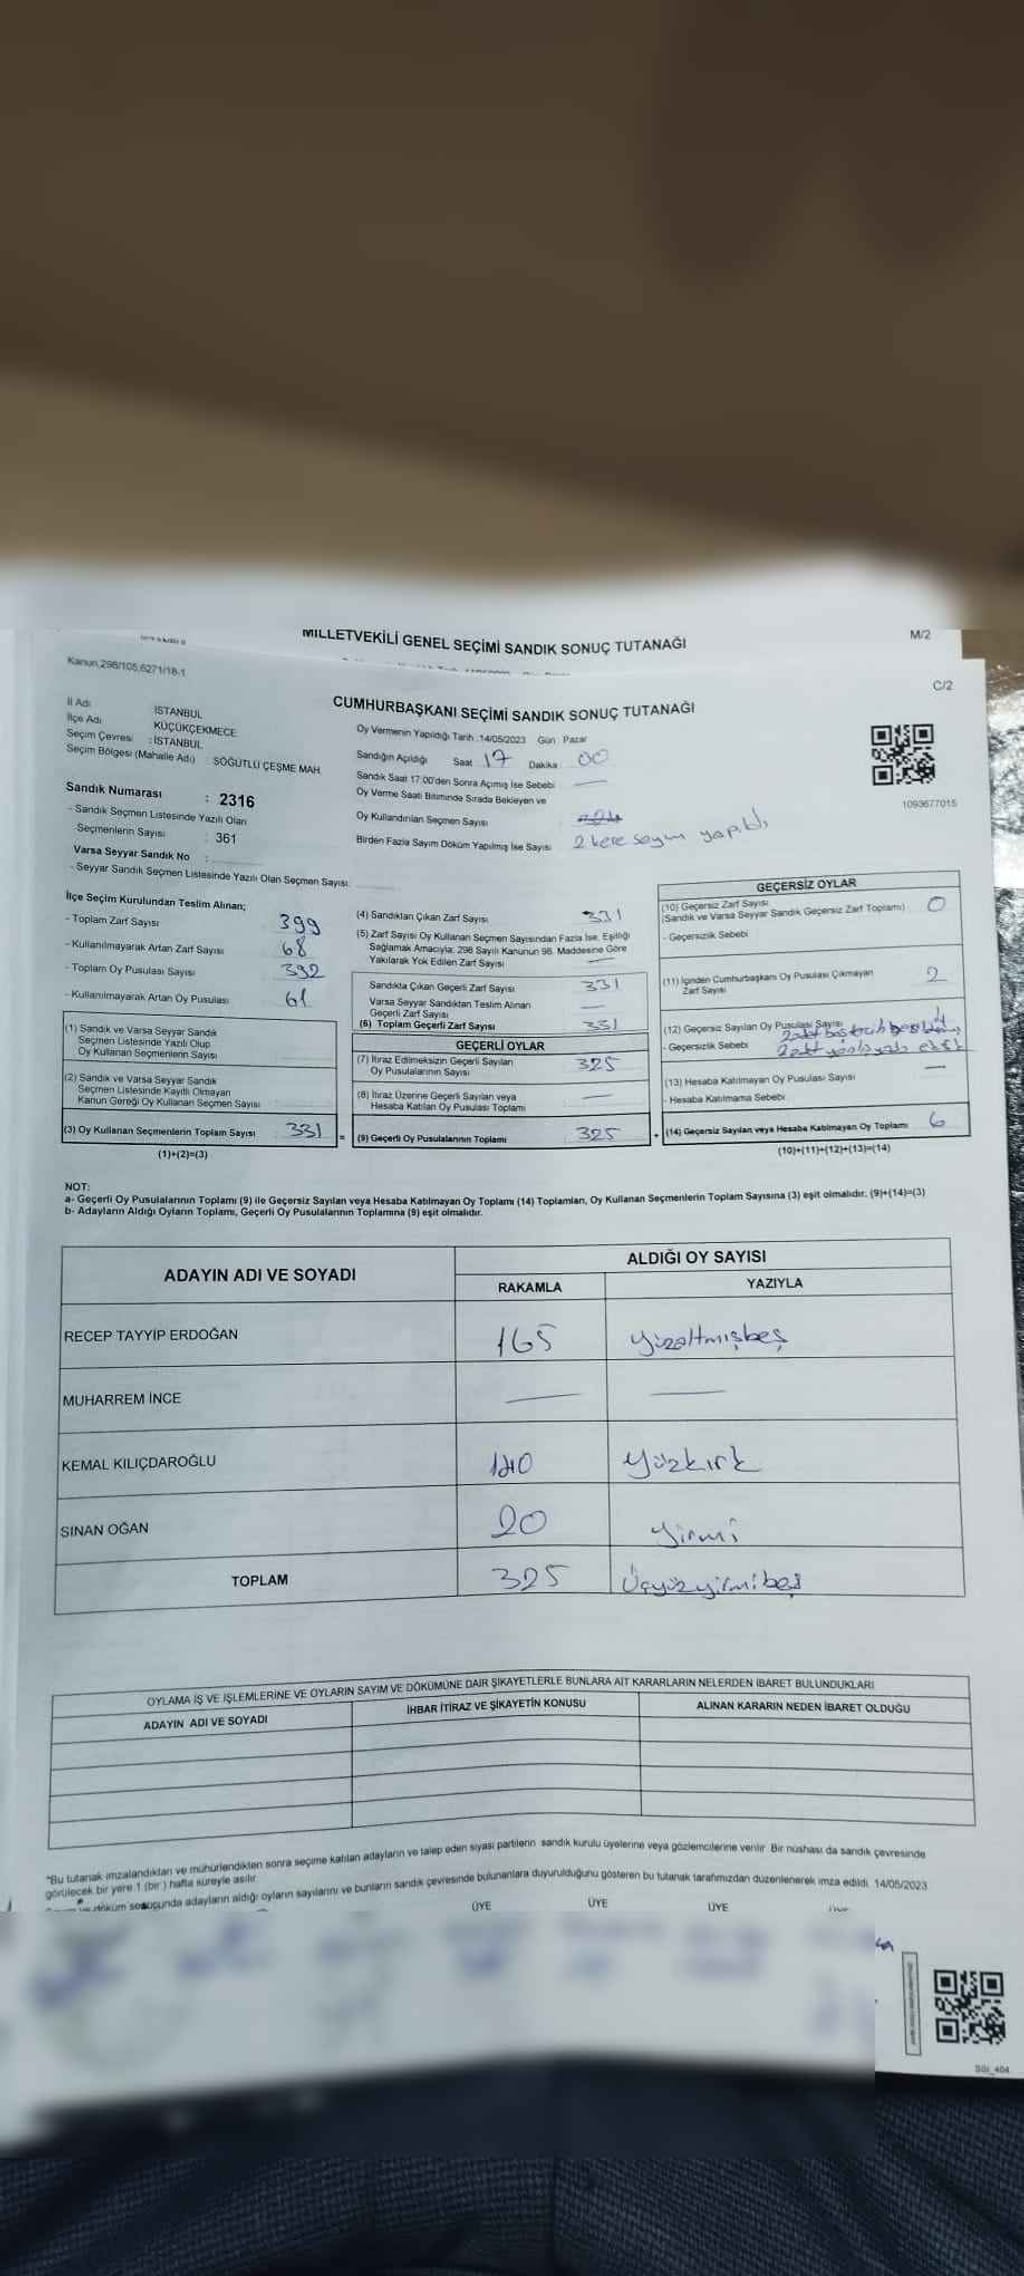 MİLLETVEKİLİ GENEL SEÇİMİ SANDIK SONUÇ TUTANAĞI
M/2
Kanun,298/105,6271/18-1
C/2
CUMHURBAŞKANI SEÇİMİ SANDIK SONUÇ TUTANAĞI
İl Adı İSTANBUL
İlçe Adı KÜÇÜKÇEKMECE
Seçim Çevresi : İSTANBUL
Seçim Bölgesi (Mahalle Adı) SÖĞÜTLÜ ÇEŞME MAH.
Sandık Numarası : 2316
- Sandık Seçmen Listesinde Yazılı Olan
Seçmenlerin Sayısı : 361
Varsa Seyyar Sandık No :
- Seyyar Sandık Seçmen Listesinde Yazılı Olan Seçmen Sayısı:
Oy Vermenin Yapıldığı Tarih :14/05/2023 Gün : Pazar
Sandığın Açıldığı Saat 17 Dakika : 00
Sandık Saat 17:00'den Sonra Açmış İse Sebebi —
Oy Verme Saati Bitiminde Sırada Bekleyen ve
Oy Kullandırılan Seçmen Sayısı
Birden Fazla Sayım Döküm Yapılmış İse Sayısı 2 kere sayım yapıldı
1093677015
İlçe Seçim Kurulundan Teslim Alınan;
- Toplam Zarf Sayısı 399
- Kullanılmayarak Artan Zarf Sayısı 68
- Toplam Oy Pusulası Sayısı 392
- Kullanılmayarak Artan Oy Pusulası 61
(1) Sandık ve Varsa Seyyar Sandık
Seçmen Listesinde Yazılı Olup
Oy Kullanan Seçmenlerin Sayısı
(2) Sandık ve Varsa Seyyar Sandık
Seçmen Listesinde Kayıtlı Olmayan
Kanun Gereği Oy Kullanan Seçmen Sayısı
(3) Oy Kullanan Seçmenlerin Toplam Sayısı 331 =
(1)+(2)=(3)
(4) Sandıktan Çıkan Zarf Sayısı 331
(5) Zarf Sayısı Oy Kullanan Seçmen Sayısından Fazla İse, Eşitliği
Sağlamak Amacıyla; 298 Sayılı Kanunun 98. Maddesine Göre
Yakılarak Yok Edilen Zarf Sayısı —
Sandıkta Çıkan Geçerli Zarf Sayısı 331
Varsa Seyyar Sandıktan Teslim Alınan
Geçerli Zarf Sayısı —
(6) Toplam Geçerli Zarf Sayısı 331
GEÇERLİ OYLAR
(7) İtiraz Edilmeksizin Geçerli Sayılan
Oy Pusulalarının Sayısı 325
(8) İtiraz Üzerine Geçerli Sayılan veya
Hesaba Katılan Oy Pusulası Toplamı —
(9) Geçerli Oy Pusulalarının Toplamı 325 +
GEÇERSİZ OYLAR
(10) Geçersiz Zarf Sayısı
(Sandık ve Varsa Seyyar Sandık Geçersiz Zarf Toplamı) 0
- Geçersizlik Sebebi
(11) İçinden Cumhurbaşkanı Oy Pusulası Çıkmayan
Zarf Sayısı 2
(12) Geçersiz Sayılan Oy Pusulası Sayısı 4
- Geçersizlik Sebebi
(13) Hesaba Katılmayan Oy Pusulası Sayısı —
- Hesaba Katılmama Sebebi
(14) Geçersiz Sayılan veya Hesaba Katılmayan Oy Toplamı 6
(10)+(11)+(12)+(13)=(14)
NOT:
a- Geçerli Oy Pusulalarının Toplamı (9) ile Geçersiz Sayılan veya Hesaba Katılmayan Oy Toplamı (14) Toplamları, Oy Kullanan Seçmenlerin Toplam Sayısına (3) eşit olmalıdır. (9)+(14)=(3)
b- Adayların Aldığı Oyların Toplamı, Geçerli Oy Pusulalarının Toplamına (9) eşit olmalıdır.
ADAYIN ADI VE SOYADI ALDIĞI OY SAYISI
RAKAMLA YAZIYLA
RECEP TAYYİP ERDOĞAN 165 yüzaltmışbeş
MUHARREM İNCE — —
KEMAL KILIÇDAROĞLU 140 yüzkırk
SİNAN OĞAN 20 yirmi
TOPLAM 325 Üçyüzyirmibeş
OYLAMA İŞ VE İŞLEMLERİNE VE OYLARIN SAYIM VE DÖKÜMÜNE DAİR ŞİKAYETLERLE BUNLARA AİT KARARLARIN NELERDEN İBARET BULUNDUKLARI
ADAYIN ADI VE SOYADI İHBAR İTİRAZ VE ŞİKAYETİN KONUSU ALINAN KARARIN NEDEN İBARET OLDUĞU
*Bu tutanak imzalandıktan ve mühürlendikten sonra seçime katılan adayların ve talep eden siyasi partilerin sandık kurulu üyelerine veya gözlemcilerine verilir. Bir nüshası da sandık çevresinde
görülecek bir yere 1 (bir) hafta süreyle asılır.
döküm sonucunda adayların aldığı oyların sayılarını ve bunların sandık çevresinde bulunanlara duyurulduğunu gösteren bu tutanak tarafımızdan düzenlenerek imza edildi. 14/05/2023
ÜYE ÜYE ÜYE